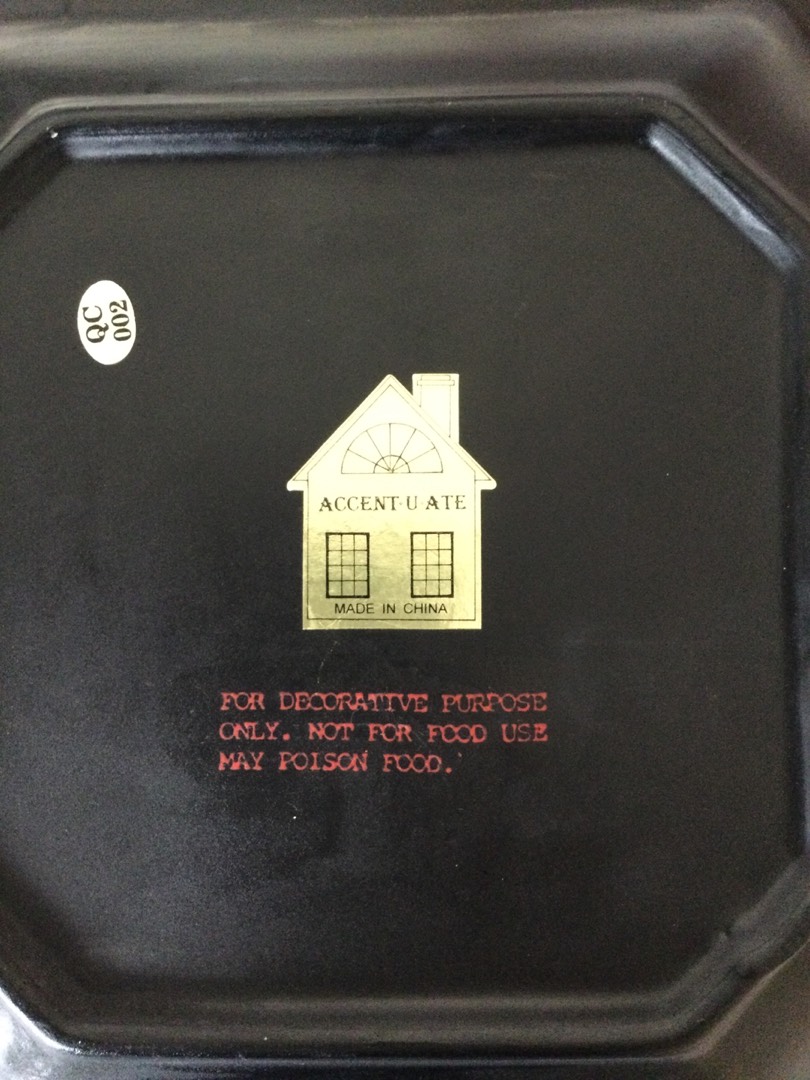 QC
002
ACCENT·U·ATE
MADE IN CHINA
FOR DECORATIVE PURPOSE
ONLY. NOT FOR FOOD USE
MAY POISON FOOD.